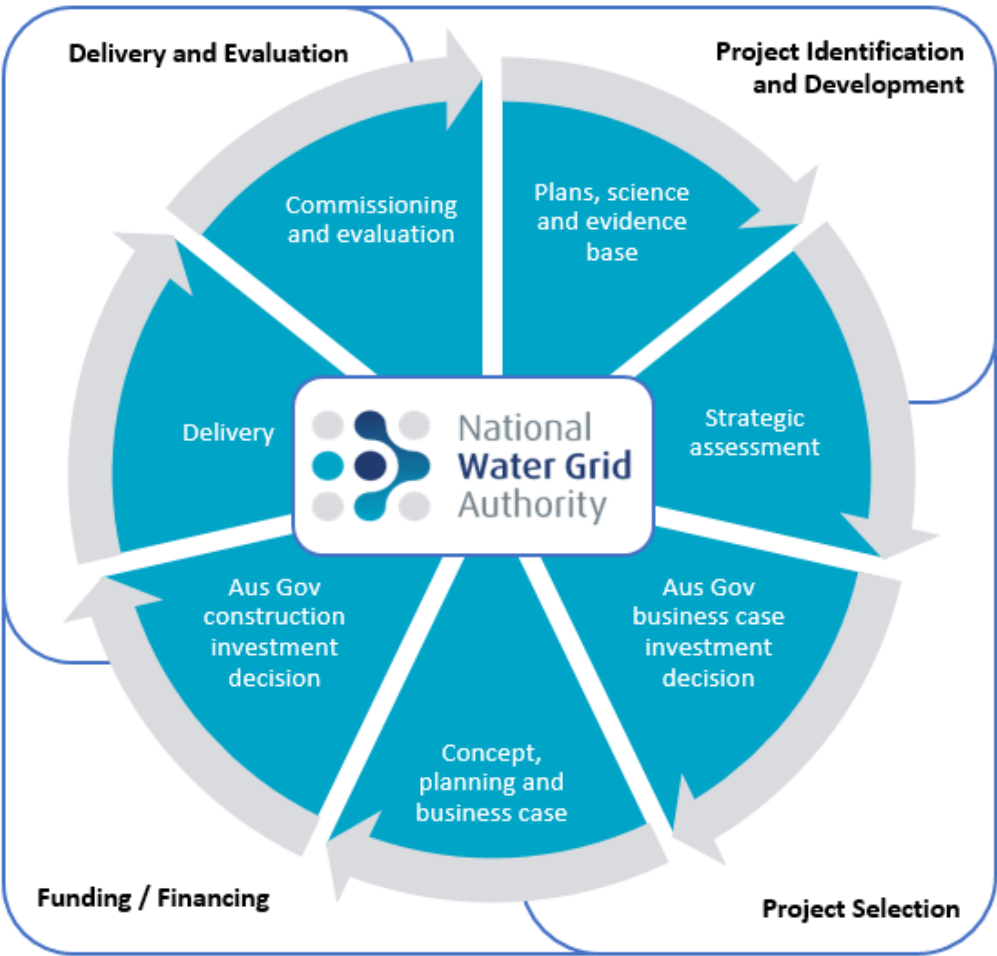 Delivery and Evaluation
Project Identification
and Development
Plans, science
and evidence
base
Strategic
assessment
Aus Gov
business case
investment
decision
Concept,
planning and
business case
Aus Gov
construction
investment
decision
Delivery
Commissioning
and evaluation
National
Water Grid
Authority
Funding / Financing
Project Selection